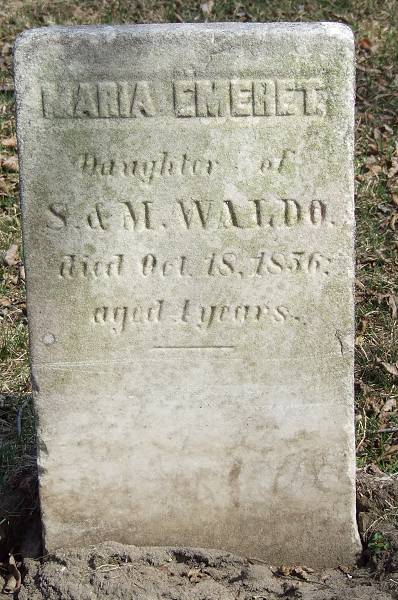 MARIA EMERET,
Daughter of
S. & M. WALDO.
died Oct. 18, 1856;
aged 4 years.